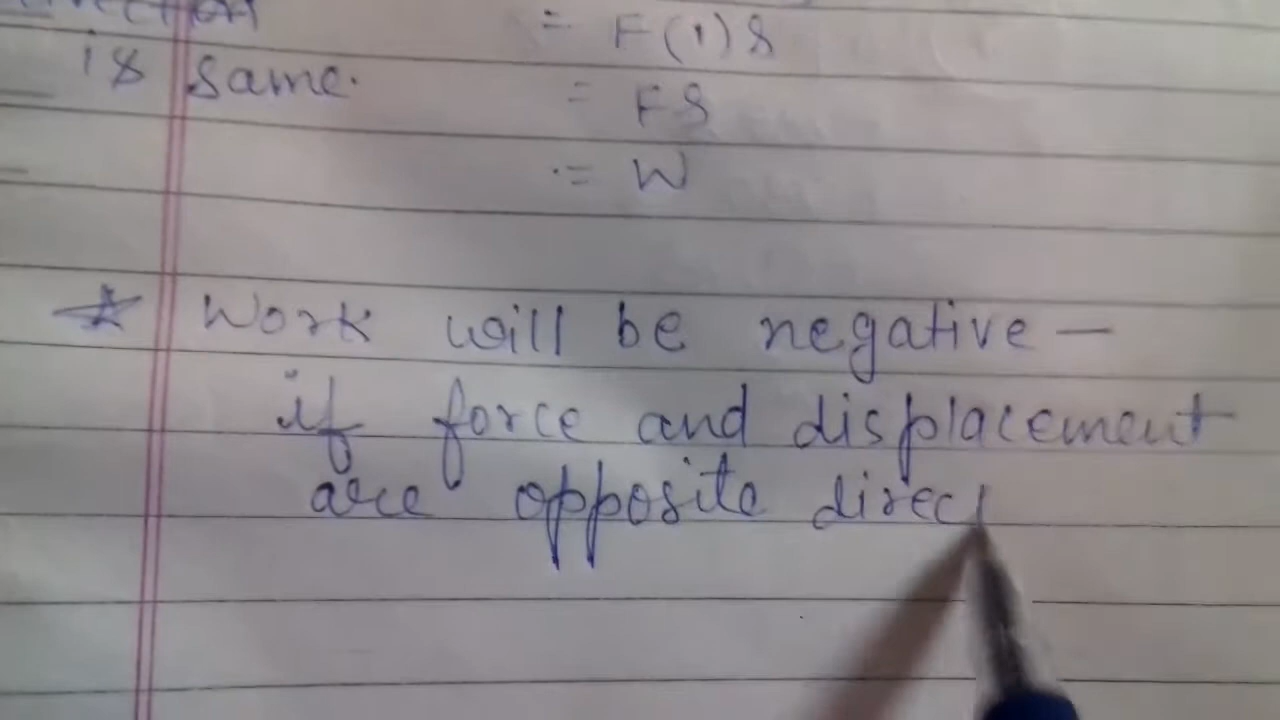 = F(1)S
is same.
= FS
= W
☆ Work will be negative —
if force and displacement
are opposite direc